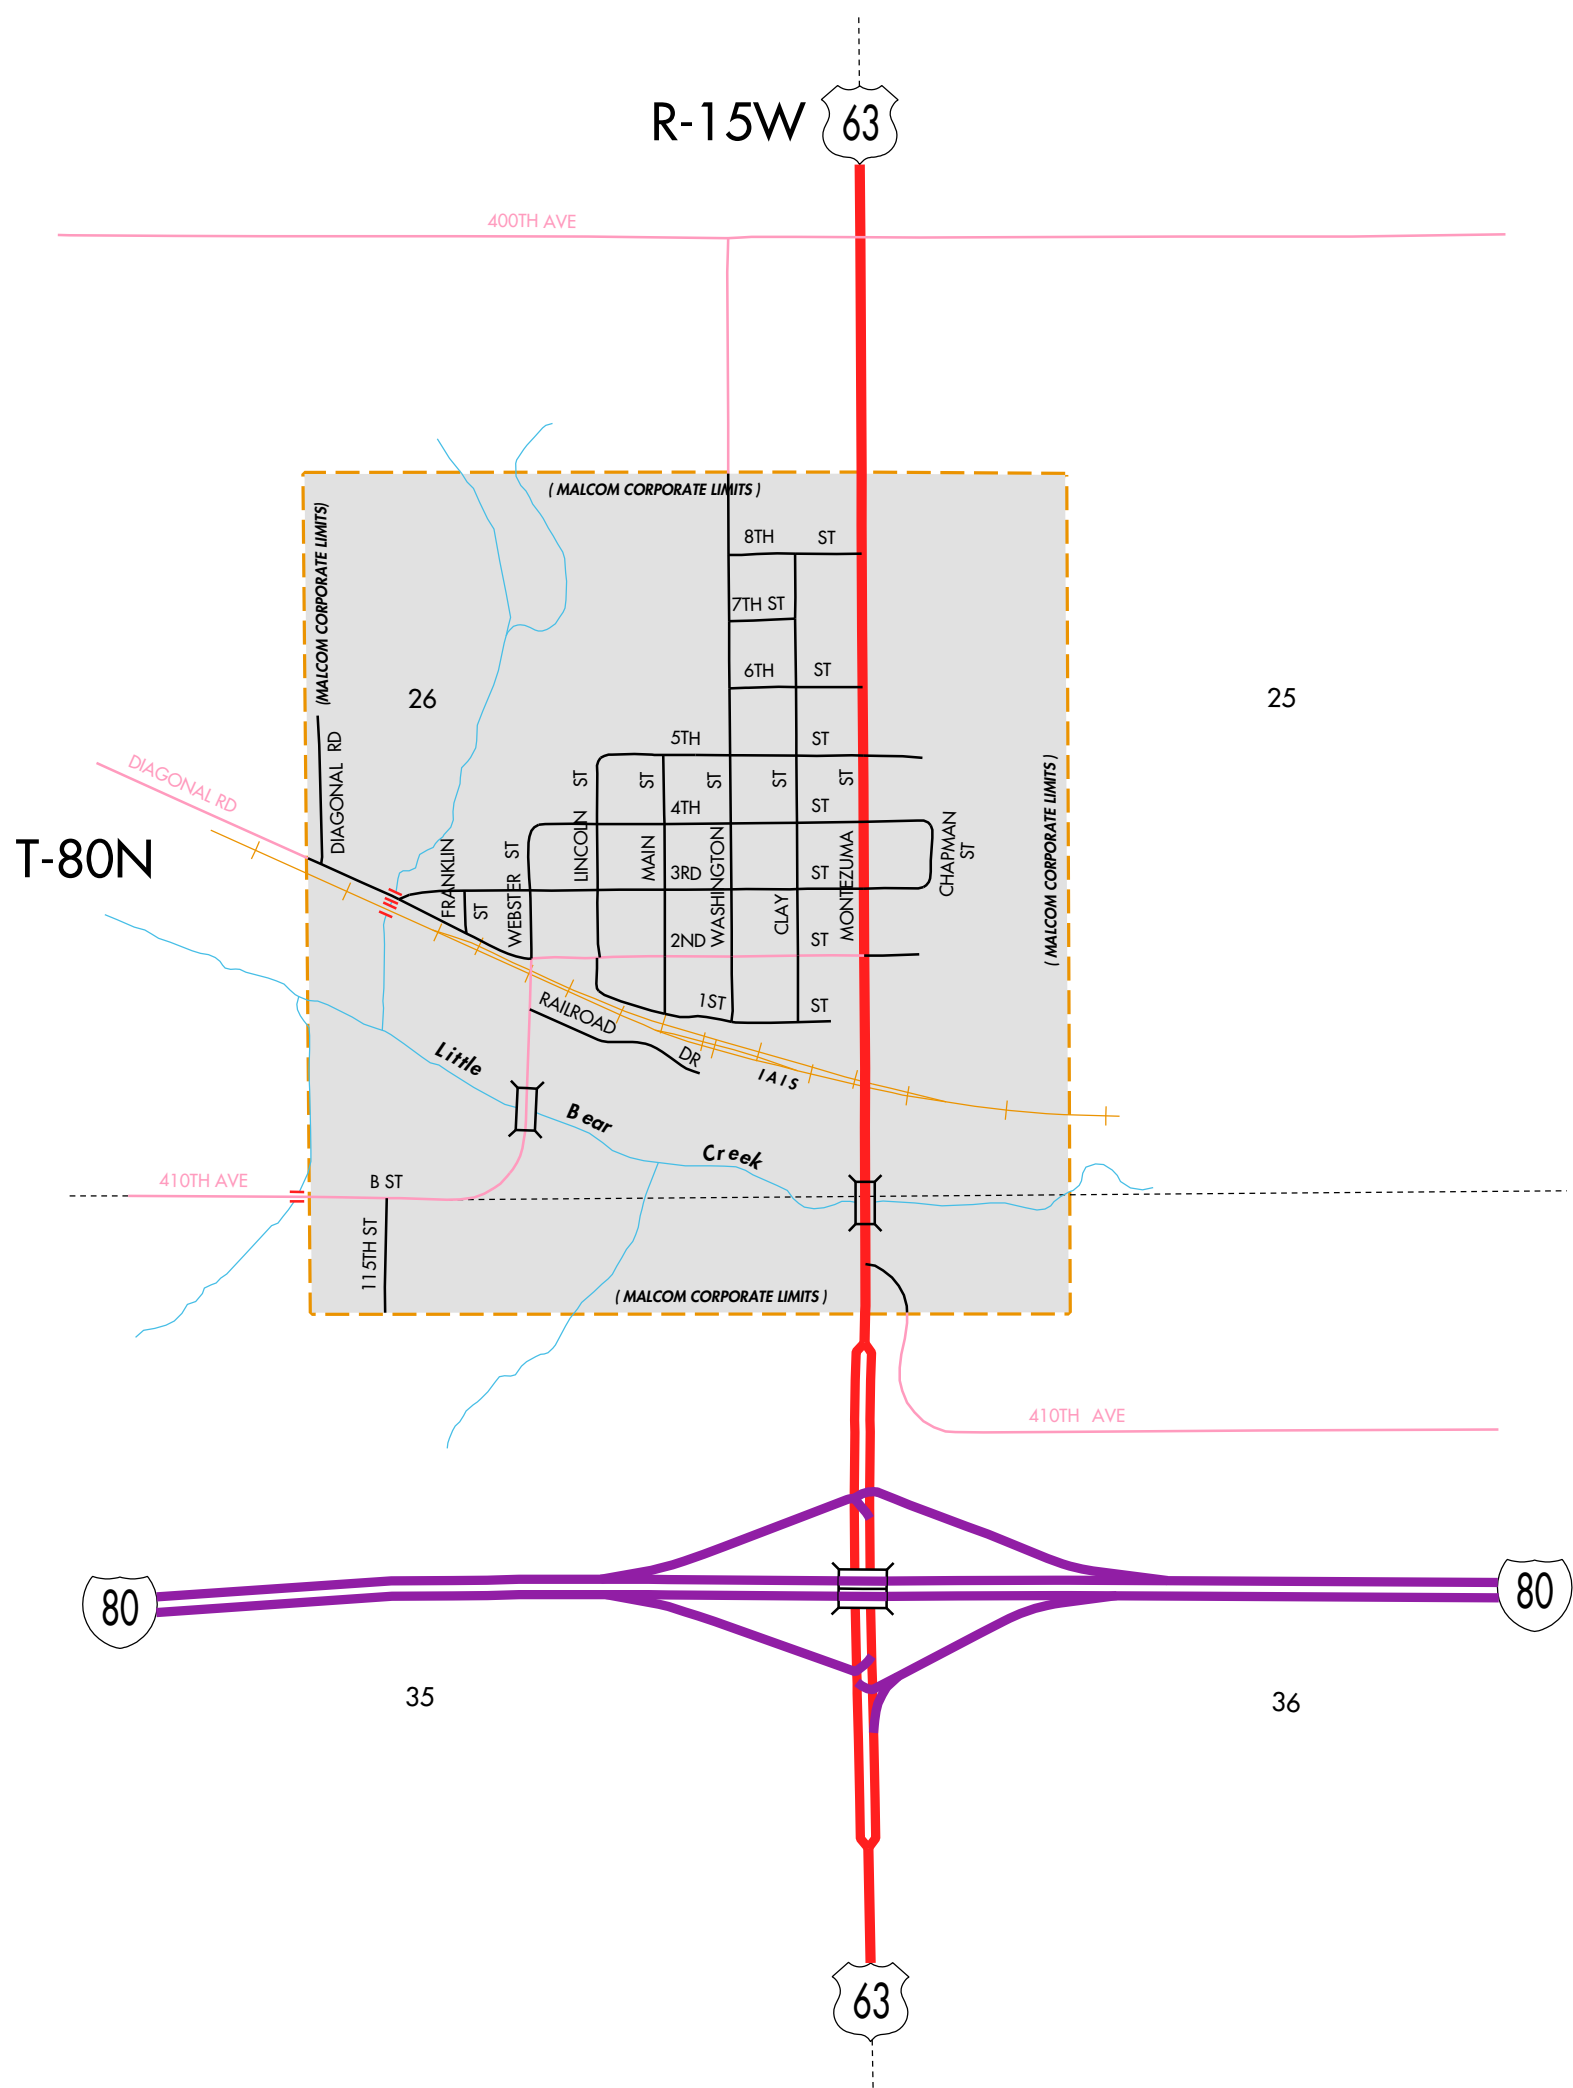 R-15W
63
400TH AVE
( MALCOM CORPORATE LIMITS )
(MALCOM CORPORATE LIMITS)
8TH ST
7TH ST
6TH ST
26
25
5TH ST
DIAGONAL RD
DIAGONAL RD
T-80N
LINCOLN ST
MAIN ST
WASHINGTON ST
CLAY ST
MONTEZUMA ST
4TH ST
CHAPMAN ST
( MALCOM CORPORATE LIMITS )
FRANKLIN ST
WEBSTER ST
3RD ST
2ND ST
1ST ST
RAILROAD DR
IAIS
Little Bear Creek
410TH AVE
B ST
115TH ST
( MALCOM CORPORATE LIMITS )
410TH AVE
80
80
35
36
63